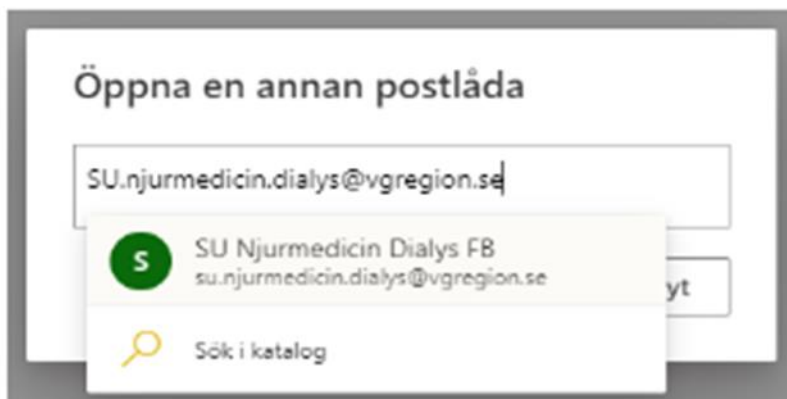 Öppna en annan postlåda
SU.njurmedicin.dialys@vgregion.se
S
SU Njurmedicin Dialys FB
su.njurmedicin.dialys@vgregion.se
yt
Sök i katalog